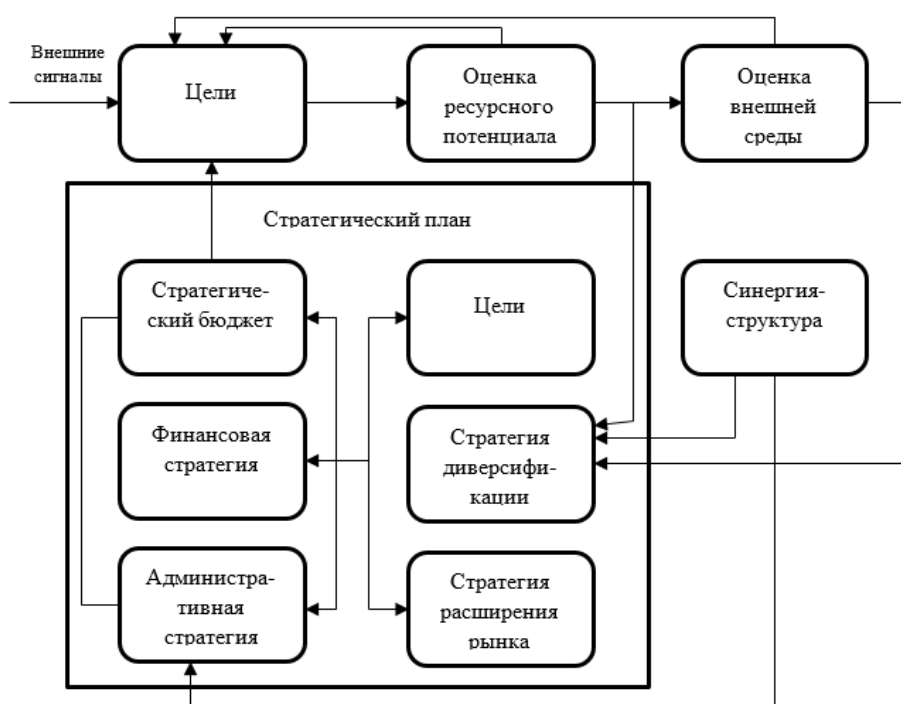 Внешние
сигналы
Цели
Оценка
ресурсного
потенциала
Оценка
внешней
среды
Стратегический план
Стратегиче-
ский бюджет
Цели
Синергия-
структура
Финансовая
стратегия
Стратегия
диверсифи-
кации
Администра-
тивная
стратегия
Стратегия
расширения
рынка